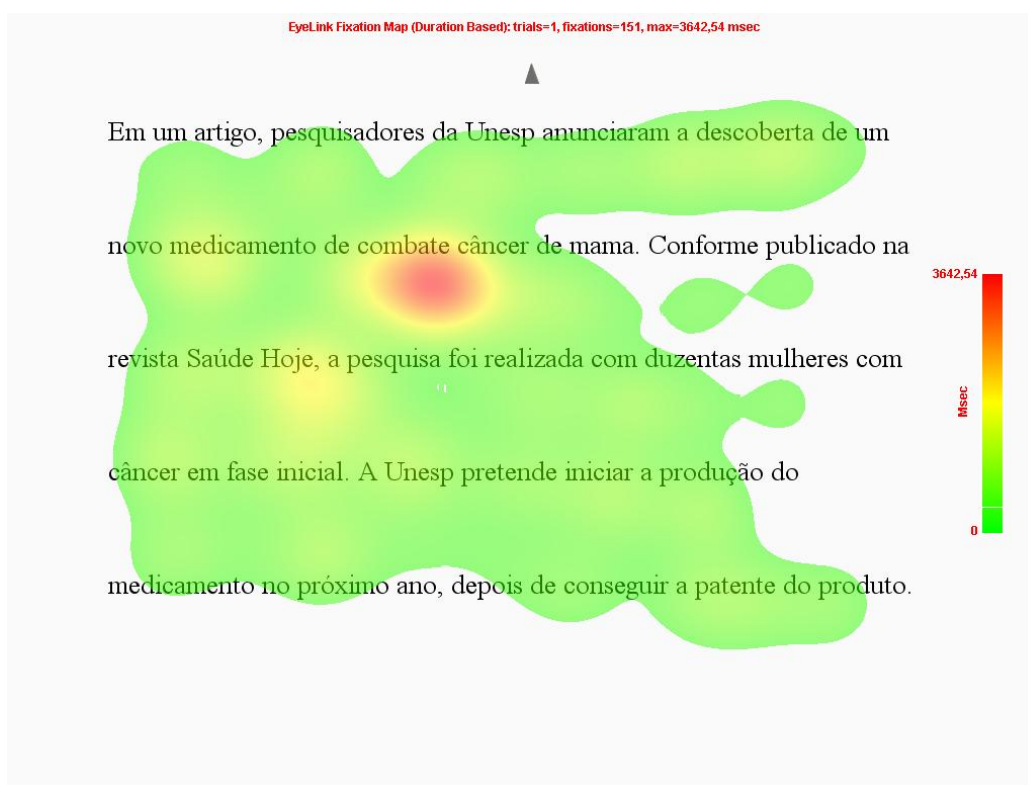 EyeLink Fixation Map (Duration Based): trials=1, fixations=151, max=3642,54 msec
Em um artigo, pesquisadores da Unesp anunciaram a descoberta de um
novo medicamento de combate câncer de mama. Conforme publicado na
3642,54
revista Saúde Hoje, a pesquisa foi realizada com duzentas mulheres com
Msec
câncer em fase inicial. A Unesp pretende iniciar a produção do
0
medicamento no próximo ano, depois de conseguir a patente do produto.